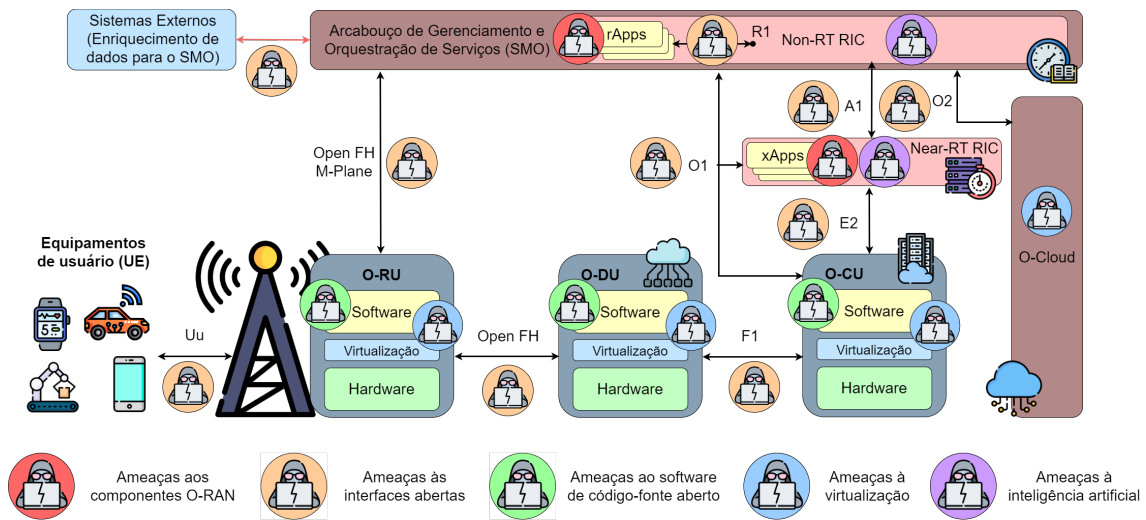 Sistemas Externos
(Enriquecimento de
dados para o SMO)
Arcabouço de Gerenciamento e
Orquestração de Serviços (SMO)
rApps
R1
Non-RT RIC
A1
O2
Open FH
M-Plane
O1
xApps
Near-RT RIC
E2
O-Cloud
Equipamentos
de usuário (UE)
5.
Uu
O-RU
Software
Virtualização
Hardware
Open FH
O-DU
Software
Virtualização
Hardware
F1
O-CU
Software
Virtualização
Hardware
Ameaças aos
componentes O-RAN
Ameaças às
interfaces abertas
Ameaças ao software
de código-fonte aberto
Ameaças à
virtualização
Ameaças à
inteligência artificial